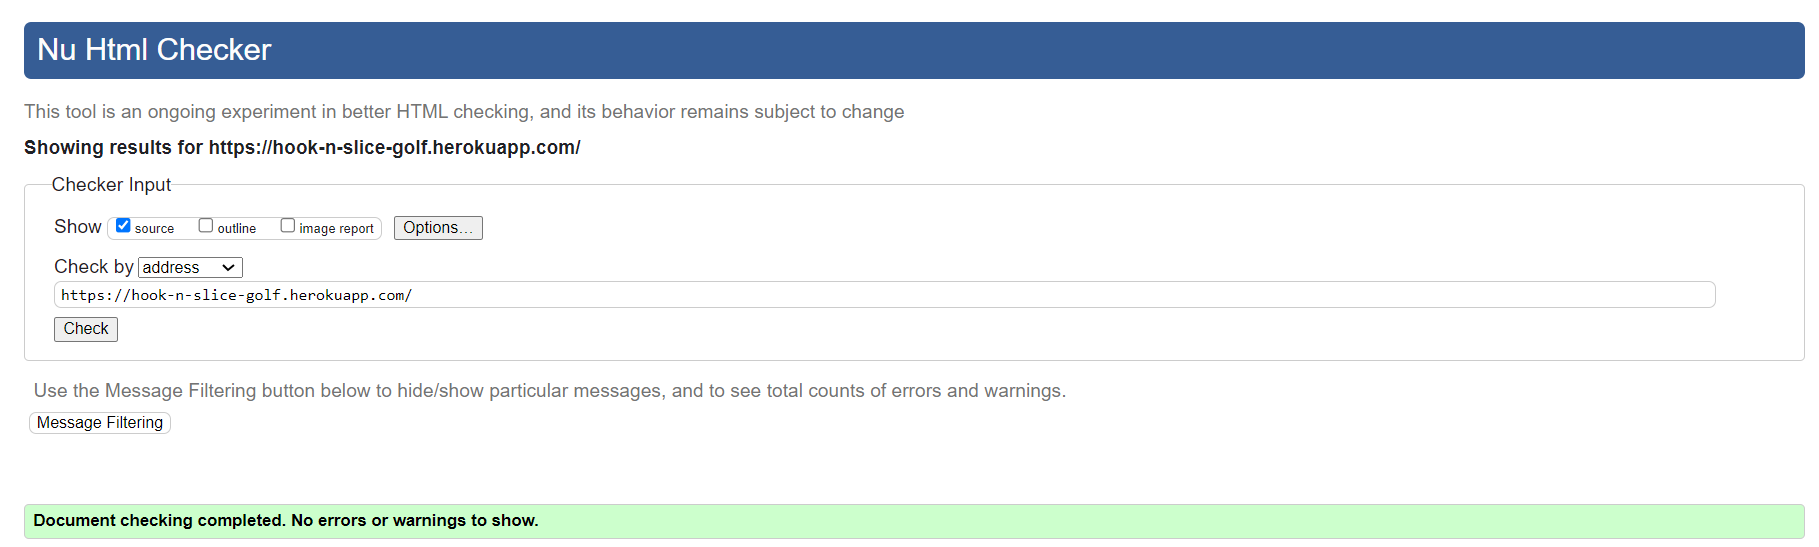 Nu Html Checker
This tool is an ongoing experiment in better HTML checking, and its behavior remains subject to change
Showing results for https://hook-n-slice-golf.herokuapp.com/
Checker Input
Show source outline image report Options...
Check by address
https://hook-n-slice-golf.herokuapp.com/
Check
Use the Message Filtering button below to hide/show particular messages, and to see total counts of errors and warnings.
Message Filtering
Document checking completed. No errors or warnings to show.